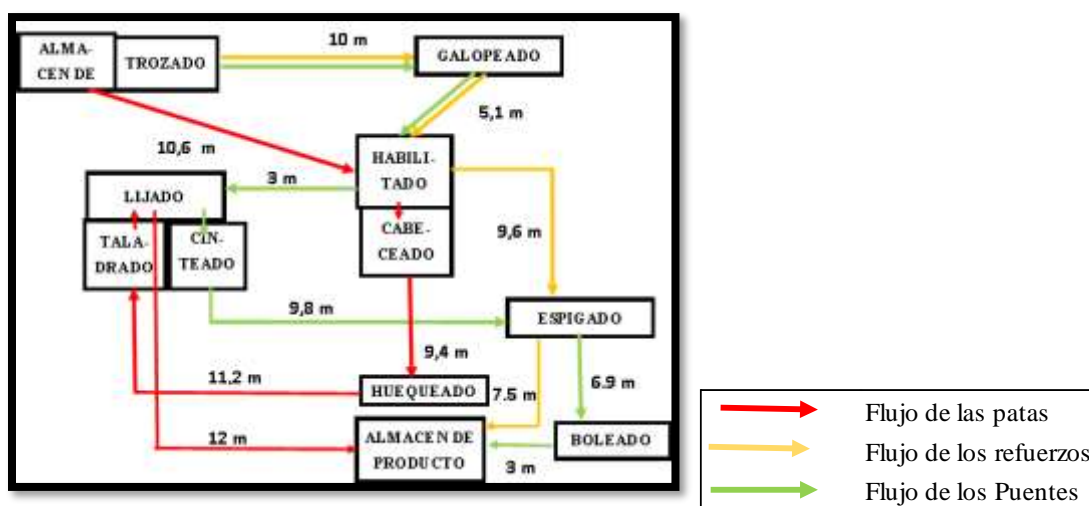 ALMA-
CEN DE
TROZADO
10 m
GALOPEADO
5,1 m
10,6 m
HABILI-
TADO
3 m
LIJADO
CABE-
CEADO
9,6 m
TALA-
DRADO
CIN-
TEADO
9,8 m
ESPIGADO
9,4 m
11,2 m
HUEQUEADO
7.5 m
6.9 m
12 m
ALMACEN DE
PRODUCTO
3 m
BOLEADO
Flujo de las patas
Flujo de los refuerzos
Flujo de los Puentes